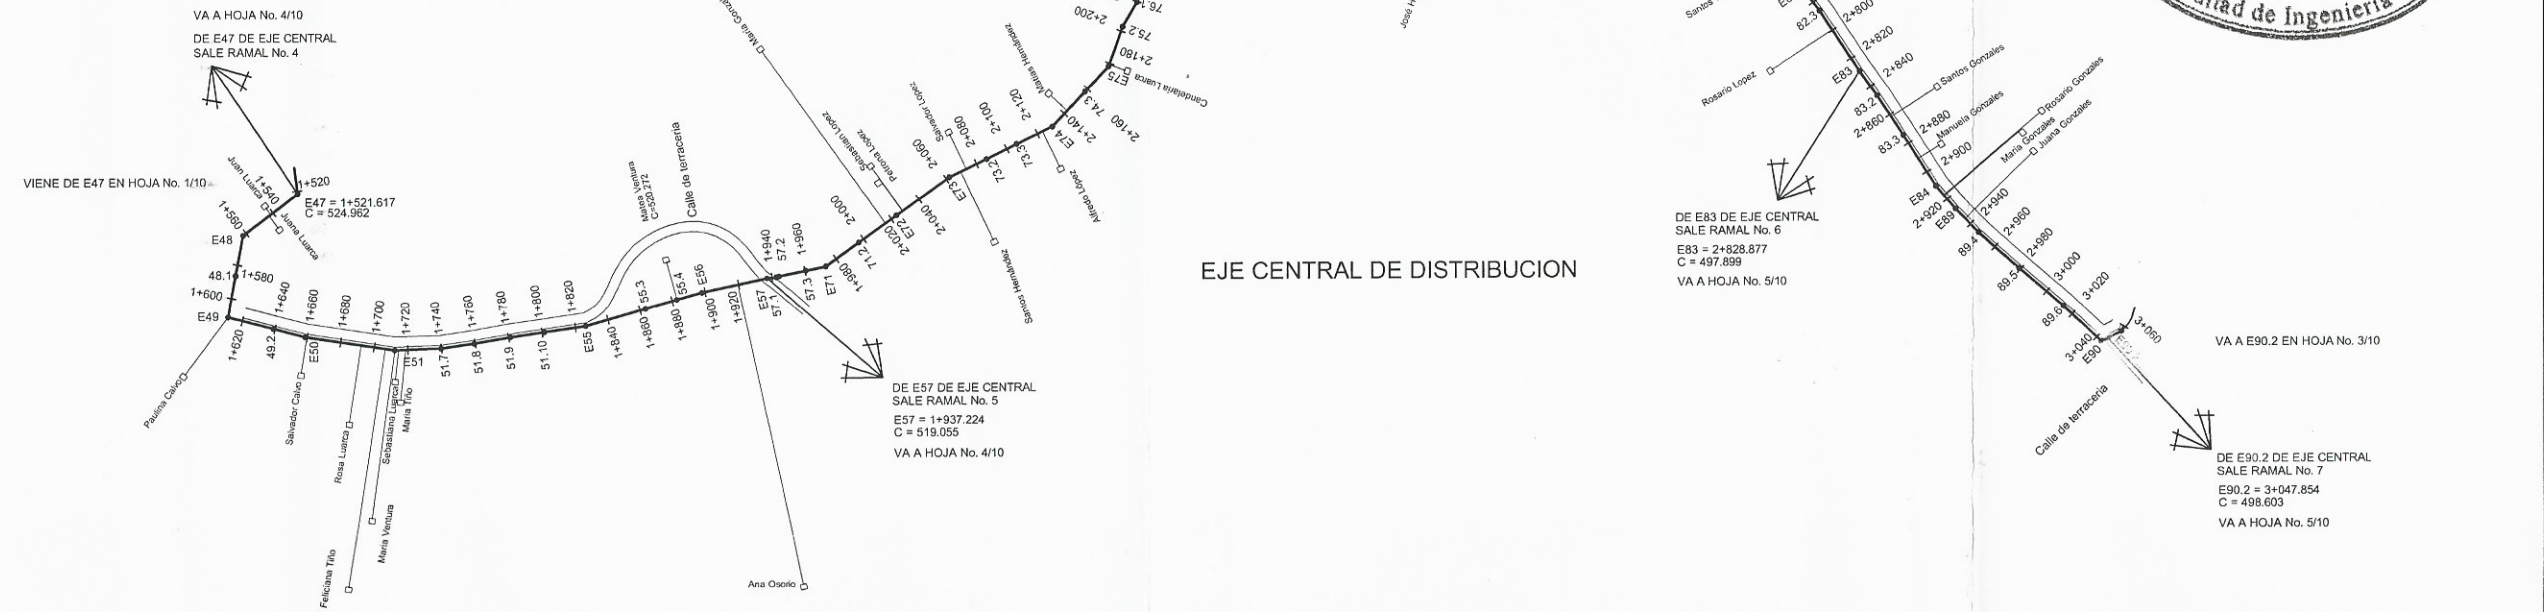 VA A HOJA No. 4/10
DE E47 DE EJE CENTRAL
SALE RAMAL No. 4
VIENE DE E47 EN HOJA No. 1/10
Juan Luarca
1+540
1+520
E47 = 1+521.617
C = 524.962
1+560
Juana Luarca
E48
48.1
1+580
1+600
E49
1+620
49.2
1+640
1+660
E50
1+680
1+700
1+720
E51
1+740
51.7
1+760
51.8
1+780
51.9
1+800
51.10
1+820
E55
1+840
1+860
55.3
1+880
55.4
1+900
E56
1+920
E57
57.1
1+940
57.2
1+960
57.3
E71
1+980
71.2
2+000
2+020
E72
2+040
2+060
E73
2+080
73.2
2+100
73.3
2+120
E74
2+140
74.3
2+160
E75
2+180
75.2
2+200
76.1
Paulina Calvo
Salvador Calvo
Rosa Luarca
Sebastiana Luarca
Maria Tiño
Maria Ventura
Feliciana Tiño
Matea Ventura
C=520.272
Calle de terraceria
Ana Osorio
Sebastian Lopez
Petrona Lopez
Salvador Lopez
Santos Hernández
Matias Hernández
Alfredo López
Candelaria Luarca
DE E57 DE EJE CENTRAL
SALE RAMAL No. 5
E57 = 1+937.224
C = 519.055
VA A HOJA No. 4/10
EJE CENTRAL DE DISTRIBUCION
José H
Santos
82.3
2+800
2+820
Rosario Lopez
E83
2+840
83.2
Santos Gonzales
2+860
2+880
83.3
Manuela Gonzales
2+900
Rosario Gonzales
Maria Gonzales
Juana Gonzales
E84
2+920
E89
2+940
89.4
2+960
2+980
89.5
3+000
3+020
89.6
3+040
E90
3+060
Calle de terraceria
DE E83 DE EJE CENTRAL
SALE RAMAL No. 6
E83 = 2+828.877
C = 497.899
VA A HOJA No. 5/10
VA A E90.2 EN HOJA No. 3/10
DE E90.2 DE EJE CENTRAL
SALE RAMAL No. 7
E90.2 = 3+047.854
C = 498.603
VA A HOJA No. 5/10
de Ingeniería